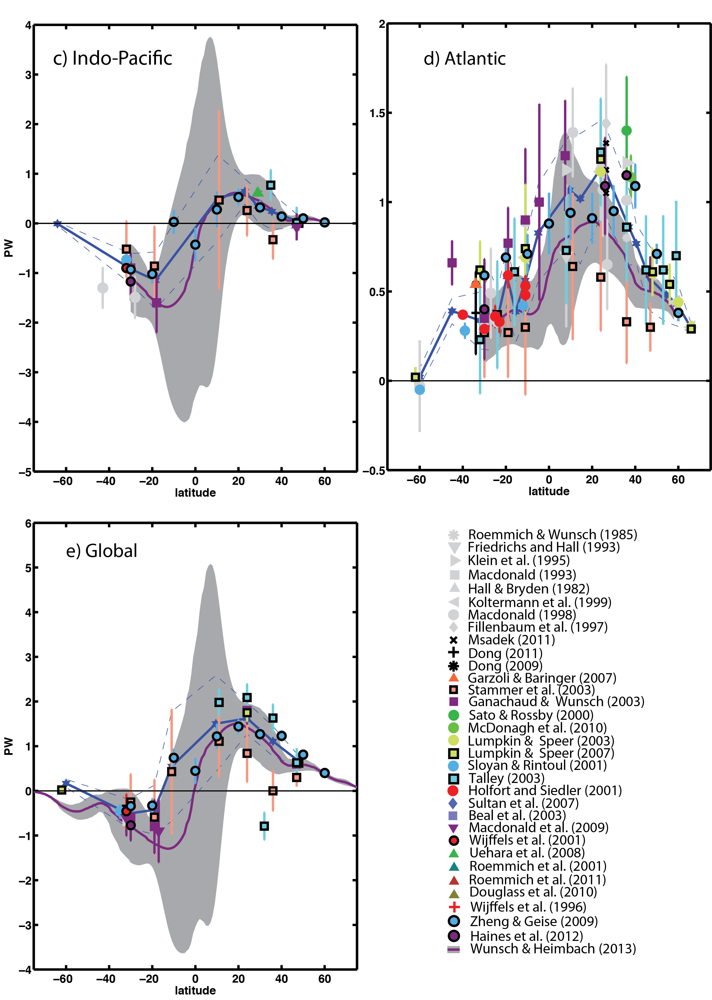 c) Indo-Pacific
4
3
2
1
0
−1
−2
−3
−4
−5
PW
−60 −40 −20 0 20 40 60
latitude
d) Atlantic
2
1.5
1
0.5
0
−0.5
−60 −40 −20 0 20 40 60
latitude
e) Global
6
5
4
3
2
1
0
−1
−2
−3
−4
PW
−60 −40 −20 0 20 40 60
latitude
Roemmich & Wunsch (1985)
Friedrichs and Hall (1993)
Klein et al. (1995)
Macdonald (1993)
Hall & Bryden (1982)
Koltermann et al. (1999)
Macdonald (1998)
Fillenbaum et al. (1997)
Msadek (2011)
Dong (2011)
Dong (2009)
Garzoli & Baringer (2007)
Stammer et al. (2003)
Ganachaud & Wunsch (2003)
Sato & Rossby (2000)
McDonagh et al. (2010)
Lumpkin & Speer (2003)
Lumpkin & Speer (2007)
Sloyan & Rintoul (2001)
Talley (2003)
Holfort and Siedler (2001)
Sultan et al. (2007)
Beal et al. (2003)
Macdonald et al. (2009)
Wijffels et al. (2001)
Uehara et al. (2008)
Roemmich et al. (2001)
Roemmich et al. (2011)
Douglass et al. (2010)
Wijffels et al. (1996)
Zheng & Geise (2009)
Haines et al. (2012)
Wunsch & Heimbach (2013)